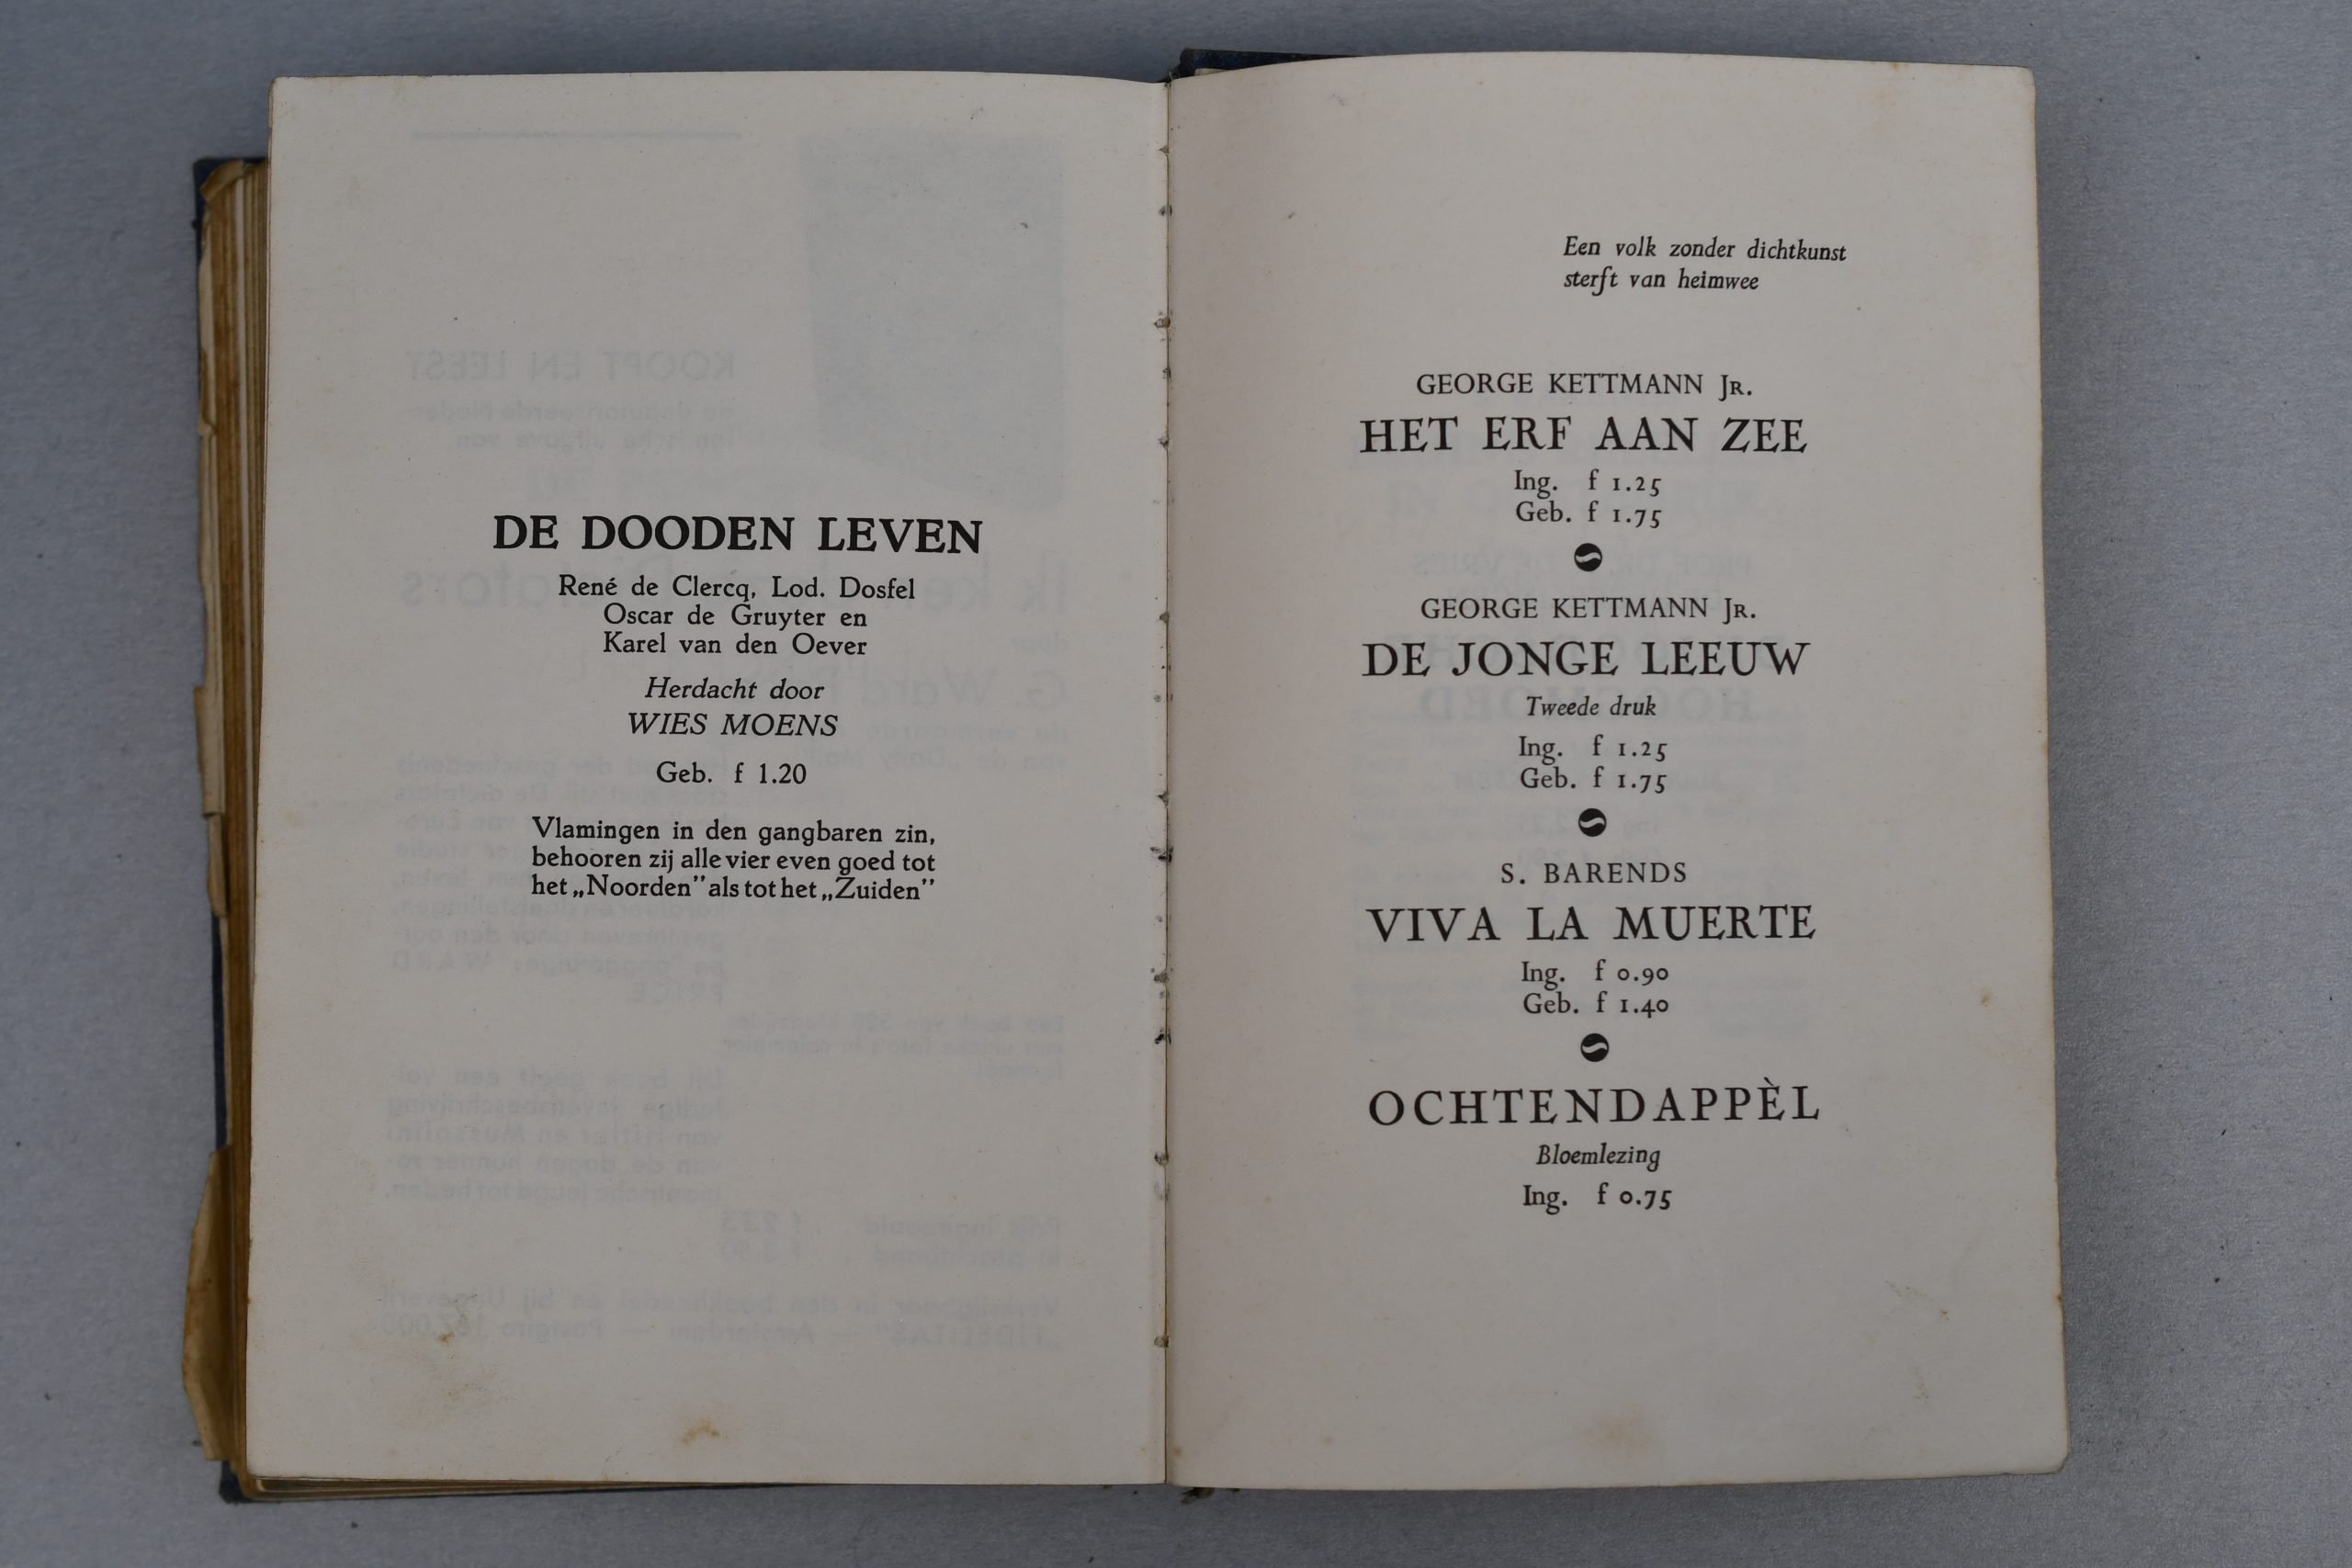 DE DOODEN LEVEN
René de Clercq, Lod. Dosfel
Oscar de Gruyter en
Karel van den Oever
Herdacht door
WIES MOENS
Geb. f 1.20
Vlamingen in den gangbaren zin,
behooren zij alle vier even goed tot
het „Noorden" als tot het „Zuiden"
Een volk zonder dichtkunst
sterft van heimwee
GEORGE KETTMANN JR.
HET ERF AAN ZEE
Ing. f 1.25
Geb. f 1.75
GEORGE KETTMANN JR.
DE JONGE LEEUW
Tweede druk
Ing. f 1.25
Geb. f 1.75
S. BARENDS
VIVA LA MUERTE
Ing. f 0.90
Geb. f 1.40
OCHTENDAPPÈL
Bloemlezing
Ing. f 0.75